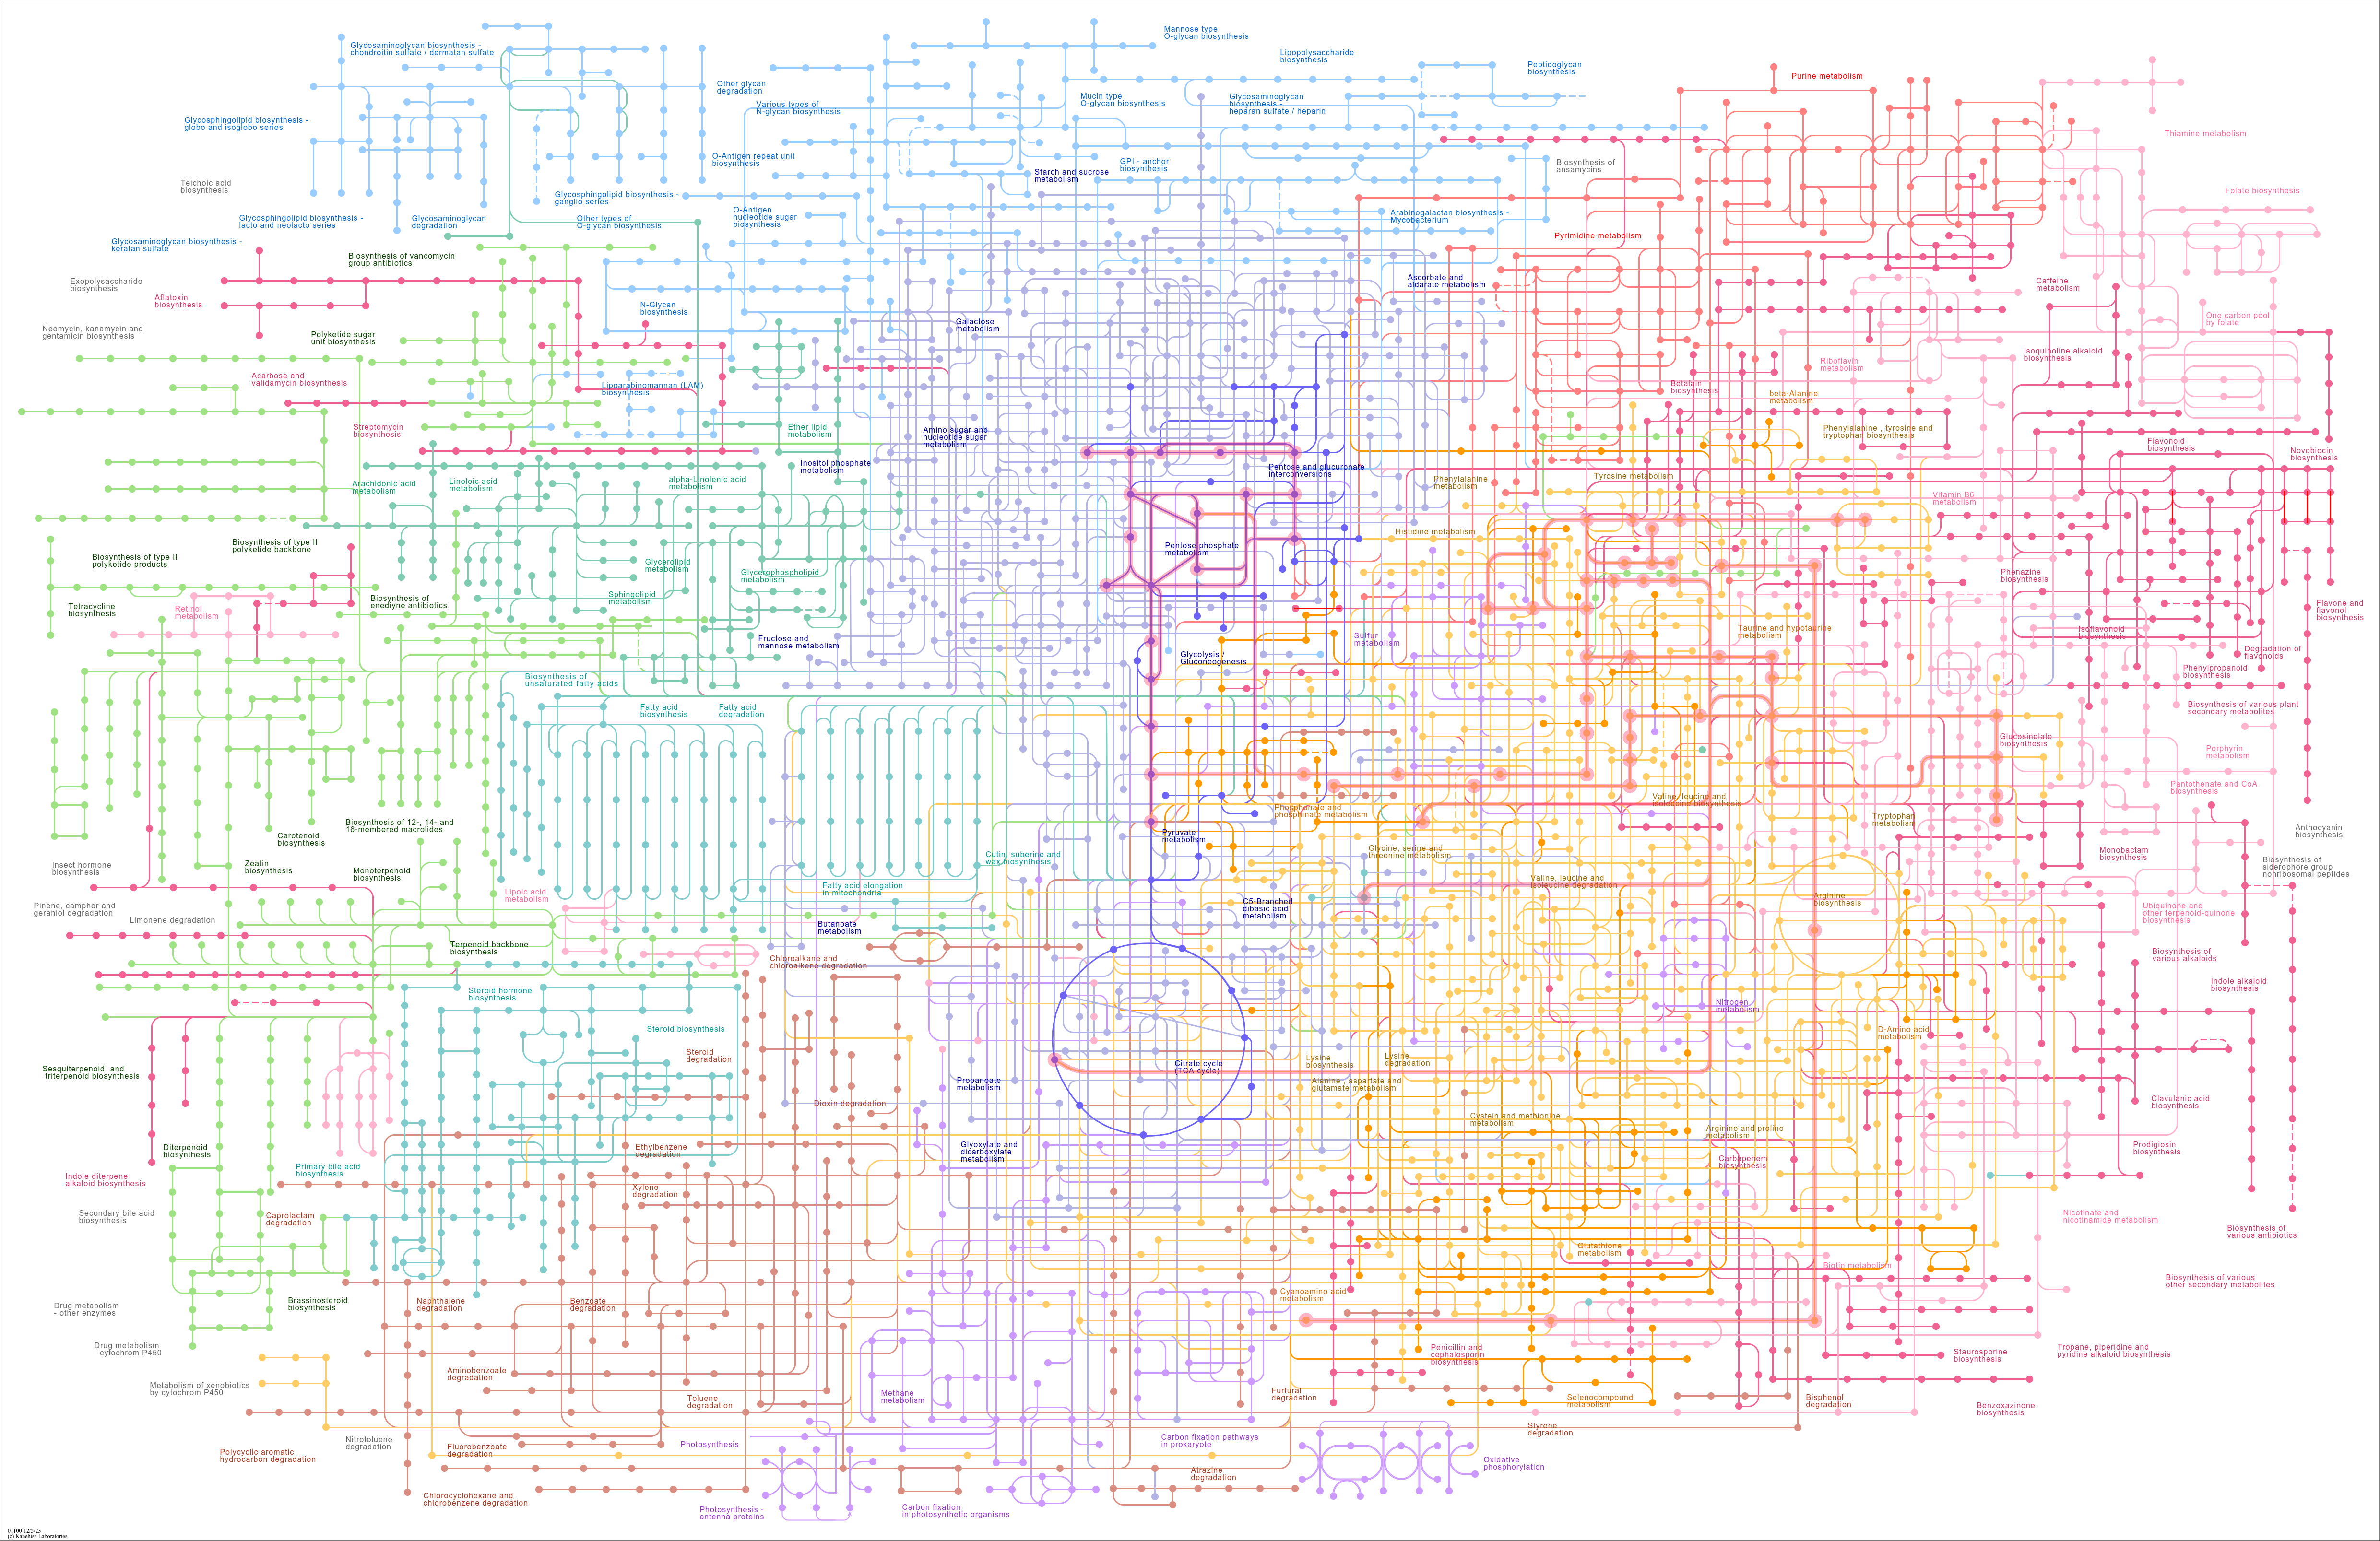 Mannose type
O-glycan biosynthesis
Glycosaminoglycan biosynthesis -
chondroitin sulfate / dermatan sulfate
Lipopolysaccharide
biosynthesis
Peptidoglycan
biosynthesis
Purine metabolism
Other glycan
degradation
Various types of
N-glycan biosynthesis
Mucin type
O-glycan biosynthesis
Glycosaminoglycan
biosynthesis -
heparan sulfate / heparin
Glycosphingolipid biosynthesis -
globo and isoglobo series
Thiamine metabolism
O-Antigen repeat unit
biosynthesis
GPI - anchor
biosynthesis
Biosynthesis of
ansamycins
Starch and sucrose
metabolism
Teichoic acid
biosynthesis
Glycosphingolipid biosynthesis -
ganglio series
Folate biosynthesis
Glycosphingolipid biosynthesis -
lacto and neolacto series
Glycosaminoglycan
degradation
Other types of
O-glycan biosynthesis
O-Antigen
nucleotide sugar
biosynthesis
Arabinogalactan biosynthesis -
Mycobacterium
Pyrimidine metabolism
Glycosaminoglycan biosynthesis -
keratan sulfate
Biosynthesis of vancomycin
group antibiotics
Exopolysaccharide
biosynthesis
Aflatoxin
biosynthesis
N-Glycan
biosynthesis
Ascorbate and
aldarate metabolism
Caffeine
metabolism
Neomycin, kanamycin and
gentamicin biosynthesis
Polyketide sugar
unit biosynthesis
Galactose
metabolism
One carbon pool
by folate
Isoquinoline alkaloid
biosynthesis
Riboflavin
metabolism
Acarbose and
validamycin biosynthesis
Lipoarabinomannan (LAM)
biosynthesis
Betalain
biosynthesis
beta-Alanine
metabolism
Streptomycin
biosynthesis
Ether lipid
metabolism
Amino sugar and
nucleotide sugar
metabolism
Phenylalanine , tyrosine and
tryptophan biosynthesis
Flavonoid
biosynthesis
Novobiocin
biosynthesis
Inositol phosphate
metabolism
Pentose and glucuronate
interconversions
Arachidonic acid
metabolism
Linoleic acid
metabolism
alpha-Linolenic acid
metabolism
Phenylalanine
metabolism
Tyrosine metabolism
Vitamin B6
metabolism
Histidine metabolism
Biosynthesis of type II
polyketide products
Biosynthesis of type II
polyketide backbone
Pentose phosphate
metabolism
Glycerolipid
metabolism
Glycerophospholipid
metabolism
Phenazine
biosynthesis
Tetracycline
biosynthesis
Retinol
metabolism
Biosynthesis of
enediyne antibiotics
Sphingolipid
metabolism
Flavone and
flavonol
biosynthesis
Fructose and
mannose metabolism
Sulfur
metabolism
Taurine and hypotaurine
metabolism
Isoflavonoid
biosynthesis
Glycolysis /
Gluconeogenesis
Degradation of
flavonoids
Phenylpropanoid
biosynthesis
Biosynthesis of
unsaturated fatty acids
Fatty acid
biosynthesis
Fatty acid
degradation
Biosynthesis of various plant
secondary metabolites
Glucosinolate
biosynthesis
Porphyrin
metabolism
Pantothenate and CoA
biosynthesis
Phosphonate and
phosphinate metabolism
Valine, leucine and
isoleucine biosynthesis
Biosynthesis of 12-, 14- and
16-membered macrolides
Carotenoid
biosynthesis
Pyruvate
metabolism
Tryptophan
metabolism
Anthocyanin
biosynthesis
Insect hormone
biosynthesis
Zeatin
biosynthesis
Monoterpenoid
biosynthesis
Cutin, suberine and
wax biosynthesis
Glycine, serine and
threonine metabolism
Monobactam
biosynthesis
Biosynthesis of
siderophore group
nonribosomal peptides
Lipoic acid
metabolism
Fatty acid elongation
in mitochondria
Valine, leucine and
isoleucine degradation
Pinene, camphor and
geraniol degradation
Limonene degradation
C5-Branched
dibasic acid
metabolism
Arginine
biosynthesis
Ubiquinone and
other terpenoid-quinone
biosynthesis
Butanoate
metabolism
Terpenoid backbone
biosynthesis
Chloroalkane and
chloroalkene degradation
Biosynthesis of
various alkaloids
Steroid hormone
biosynthesis
Indole alkaloid
biosynthesis
Nitrogen
metabolism
Steroid biosynthesis
Steroid
degradation
D-Amino acid
metabolism
Sesquiterpenoid and
triterpenoid biosynthesis
Citrate cycle
(TCA cycle)
Lysine
biosynthesis
Lysine
degradation
Propanoate
metabolism
Alanine , aspartate and
glutamate metabolism
Dioxin degradation
Clavulanic acid
biosynthesis
Cystein and methionine
metabolism
Arginine and proline
metabolism
Diterpenoid
biosynthesis
Ethylbenzene
degradation
Glyoxylate and
dicarboxylate
metabolism
Prodigiosin
biosynthesis
Primary bile acid
biosynthesis
Carbapenem
biosynthesis
Indole diterpene
alkaloid biosynthesis
Xylene
degradation
Secondary bile acid
biosynthesis
Caprolactam
degradation
Nicotinate and
nicotinamide metabolism
Biosynthesis of
various antibiotics
Glutathione
metabolism
Biotin metabolism
Biosynthesis of various
other secondary metabolites
Drug metabolism
- other enzymes
Brassinosteroid
biosynthesis
Naphthalene
degradation
Benzoate
degradation
Cyanoamino acid
metabolism
Drug metabolism
- cytochrom P450
Penicillin and
cephalosporin
biosynthesis
Staurosporine
biosynthesis
Tropane, piperidine and
pyridine alkaloid biosynthesis
Metabolism of xenobiotics
by cytochrom P450
Aminobenzoate
degradation
Toluene
degradation
Methane
metabolism
Furfural
degradation
Selenocompound
metabolism
Bisphenol
degradation
Benzoxazinone
biosynthesis
Styrene
degradation
Nitrotoluene
degradation
Polycyclic aromatic
hydrocarbon degradation
Fluorobenzoate
degradation
Photosynthesis
Carbon fixation pathways
in prokaryote
Oxidative
phosphorylation
Atrazine
degradation
Chlorocyclohexane and
chlorobenzene degradation
Photosynthesis -
antenna proteins
Carbon fixation
in photosynthetic organisms
01100 12/5/23
(c) Kanehisa Laboratories